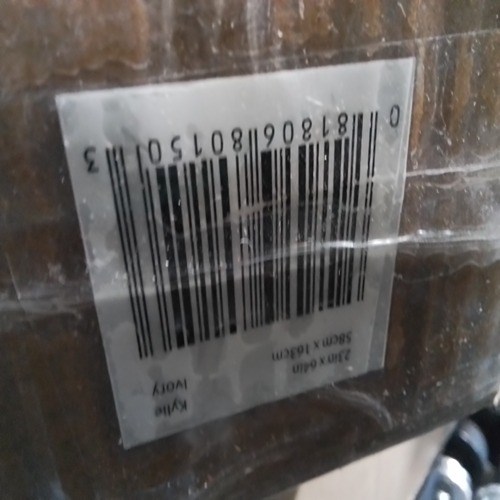 23in x 64in Kylie
58cm x 163cm Ivory
0 81806 80150 3